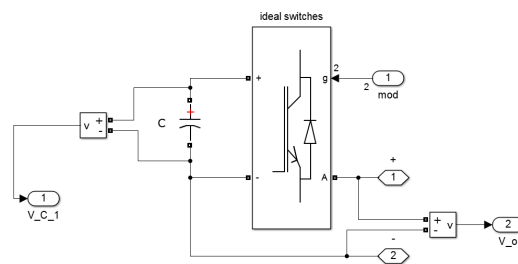 ideal switches
+
2
g
1
2
mod
v
+
-
+
C
-
A
+
1
1
V_C_1
+
-
v
2
V_o
-
2